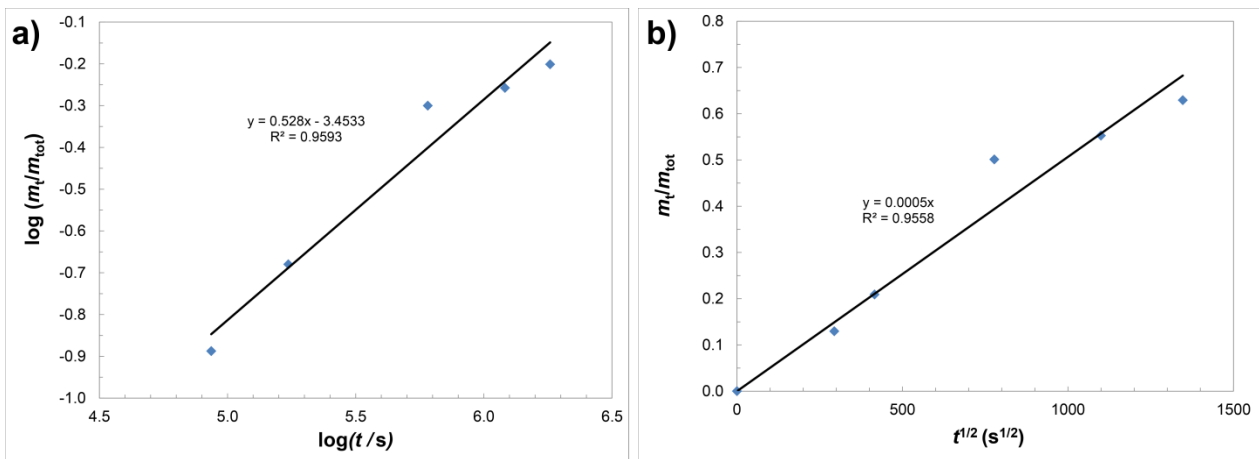 a)
-0.1
-0.2
-0.3
-0.4
-0.5
-0.6
-0.7
-0.8
-0.9
-1.0
log (mt/mtot)
y = 0.528x - 3.4533
R² = 0.9593
4.5 5.0 5.5 6.0 6.5
log(t /s)
b)
0.8
0.7
0.6
0.5
0.4
0.3
0.2
0.1
0.0
mt/mtot
y = 0.0005x
R² = 0.9558
0 500 1000 1500
t1/2 (s1/2)